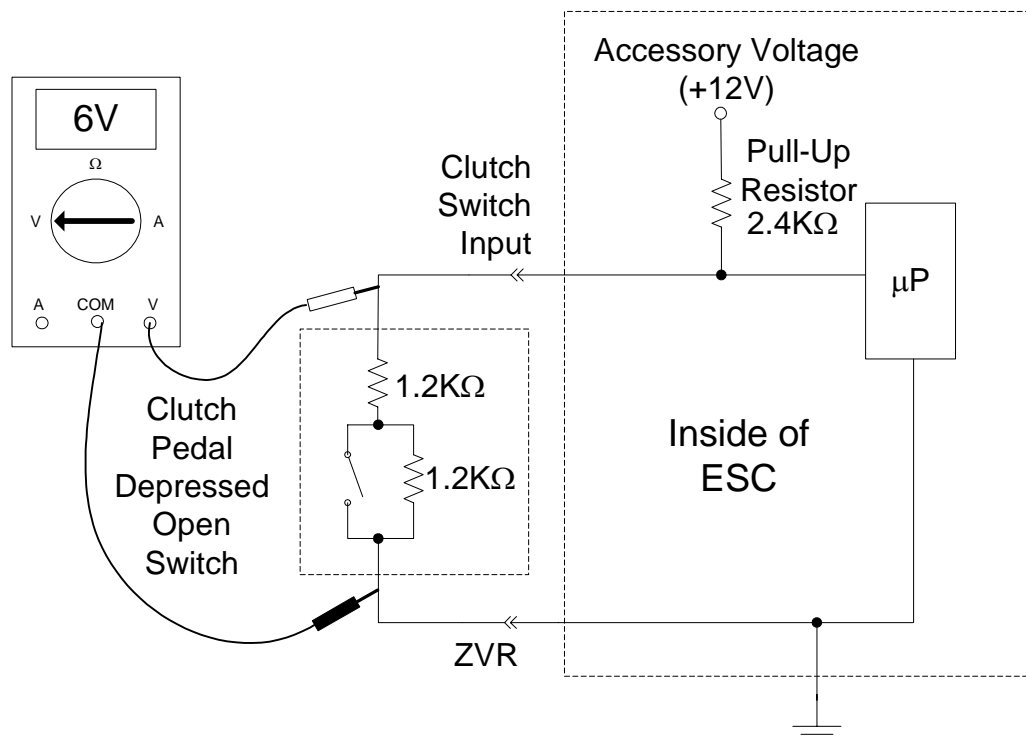 6V
Ω
V
A
A
COM
V
Clutch
Switch
Input
Accessory Voltage
(+12V)
Pull-Up
Resistor
2.4KΩ
μP
1.2KΩ
1.2KΩ
Clutch
Pedal
Depressed
Open
Switch
Inside of
ESC
ZVR